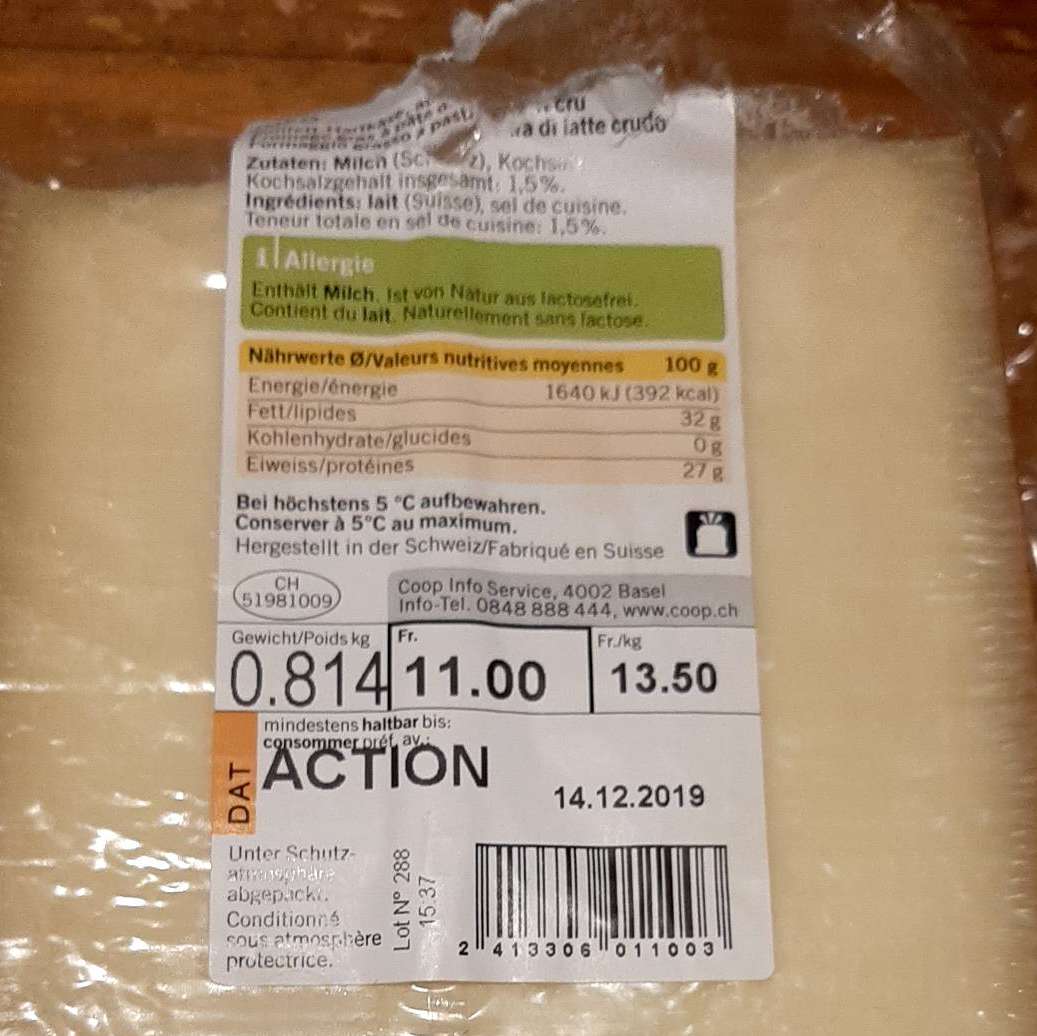 cru
di latte crudo
Zutaten: Milch
Kochsalzgehalt insgesamt: 1,5%.
Ingrédients: lait (Suisse), sel de cuisine.
Teneur totale en sel de cuisine: 1,5%.
i Allergie
Enthält Milch. Ist von Natur aus lactosefrei.
Contient du lait. Naturellement sans lactose.
Nährwerte Ø/Valeurs nutritives moyennes 100 g
Energie/énergie 1640 kJ (392 kcal)
Fett/lipides 32 g
Kohlenhydrate/glucides 0 g
Eiweiss/protéines 27 g
Bei höchstens 5 °C aufbewahren.
Conserver à 5°C au maximum.
Hergestellt in der Schweiz/Fabriqué en Suisse
CH
51981009
Coop Info Service, 4002 Basel
Info-Tel. 0848 888 444, www.coop.ch
Gewicht/Poids kg Fr. Fr./kg
0.814 11.00 13.50
mindestens haltbar bis:
consommer préf. av.:
ACTION
14.12.2019
DAT
Unter Schutz-
atmosphäre
abgepackt.
Conditionné
sous atmosphère
protectrice.
Lot N° 288
15.37
2 413306 011003